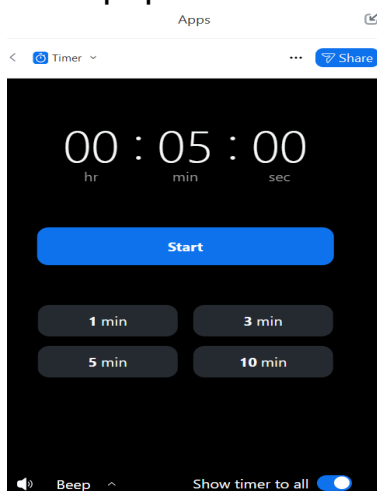 Apps
Timer
Share
00 : 05 : 00
hr min sec
Start
1 min 3 min
5 min 10 min
Beep Show timer to all